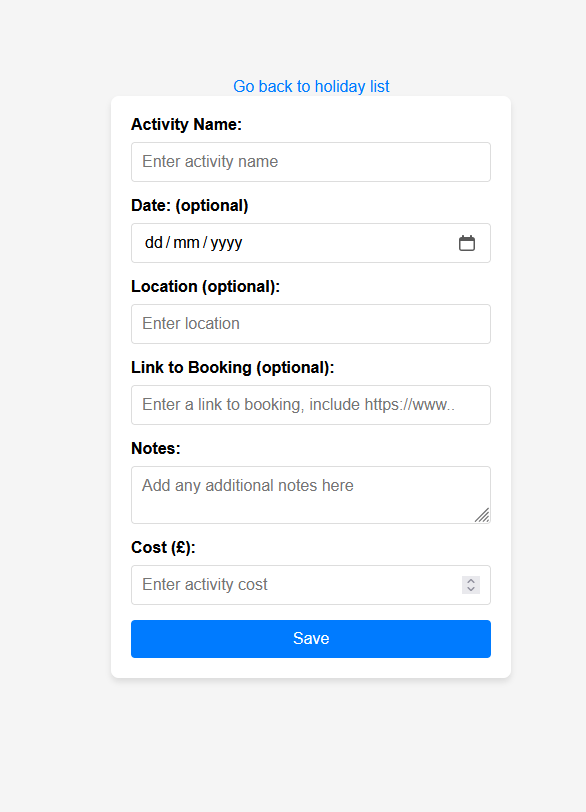 Go back to holiday list
Activity Name:
Enter activity name
Date: (optional)
dd/mm/yyyy
Location (optional):
Enter location
Link to Booking (optional):
Enter a link to booking, include https://www..
Notes:
Add any additional notes here
Cost (£):
Enter activity cost
Save